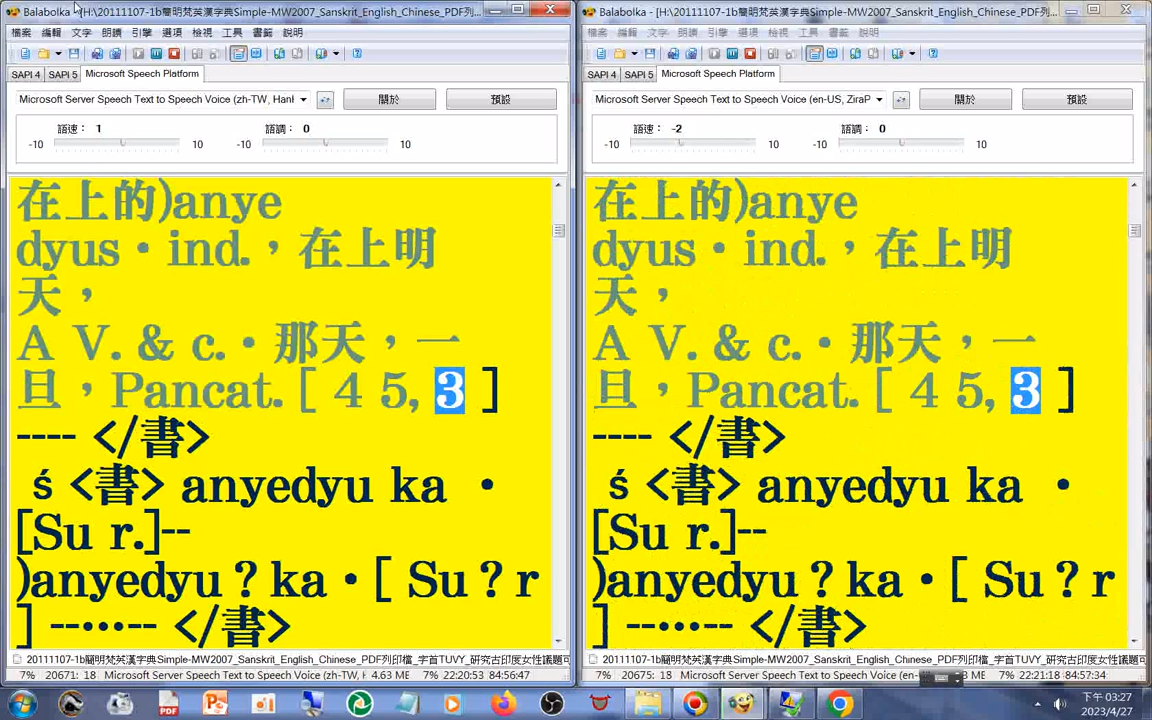 Balabolka - [H:\20111107-1b簡明梵英漢字典Simple-MW2007_Sanskrit_English_Chinese_PDF列...
檔案 編輯 文字 朗讀 引擎 選項 檢視 工具 書籤 說明
SAPI 4 SAPI 5 Microsoft Speech Platform
Microsoft Server Speech Text to Speech Voice (zh-TW, Hanl 關於 預設
語速： 1 語調： 0
-10 10 -10 10
在上的)anye
dyus·ind.，在上明
天，
A V. & c.·那天，一
旦，Pancat. [ 4 5, 3 ]
---- </書>
ś <書> anyedyu ka ·
[Su r.]--
)anyedyu？ka·[ Su？r
] --···-- </書>
20111107-1b簡明梵英漢字典Simple-MW2007_Sanskrit_English_Chinese_PDF列印檔_字首TUVY_研究古印度女性議題可
7% 20671: 18 Microsoft Server Speech Text to Speech Voice (zh-TW, H 4.63 ME 7% 22:20:53 84:56:47
Balabolka - [H:\20111107-1b簡明梵英漢字典Simple-MW2007_Sanskrit_English_Chinese_PDF列...
檔案 編輯 文字 朗讀 引擎 選項 檢視 工具 書籤 說明
SAPI 4 SAPI 5 Microsoft Speech Platform
Microsoft Server Speech Text to Speech Voice (en-US, ZiraP 關於 預設
語速： -2 語調： 0
-10 10 -10 10
在上的)anye
dyus·ind.，在上明
天，
A V. & c.·那天，一
旦，Pancat. [ 4 5, 3 ]
---- </書>
ś <書> anyedyu ka ·
[Su r.]--
)anyedyu？ka·[ Su？r
] --···-- </書>
20111107-1b簡明梵英漢字典Simple-MW2007_Sanskrit_English_Chinese_PDF列印檔_字首TUVY_研究古印度女性議題可
7% 20675: 18 Microsoft Server Speech Text to Speech Voice 7% 22:21:18 84:57:34
PDF
下午 03:27
2023/4/27